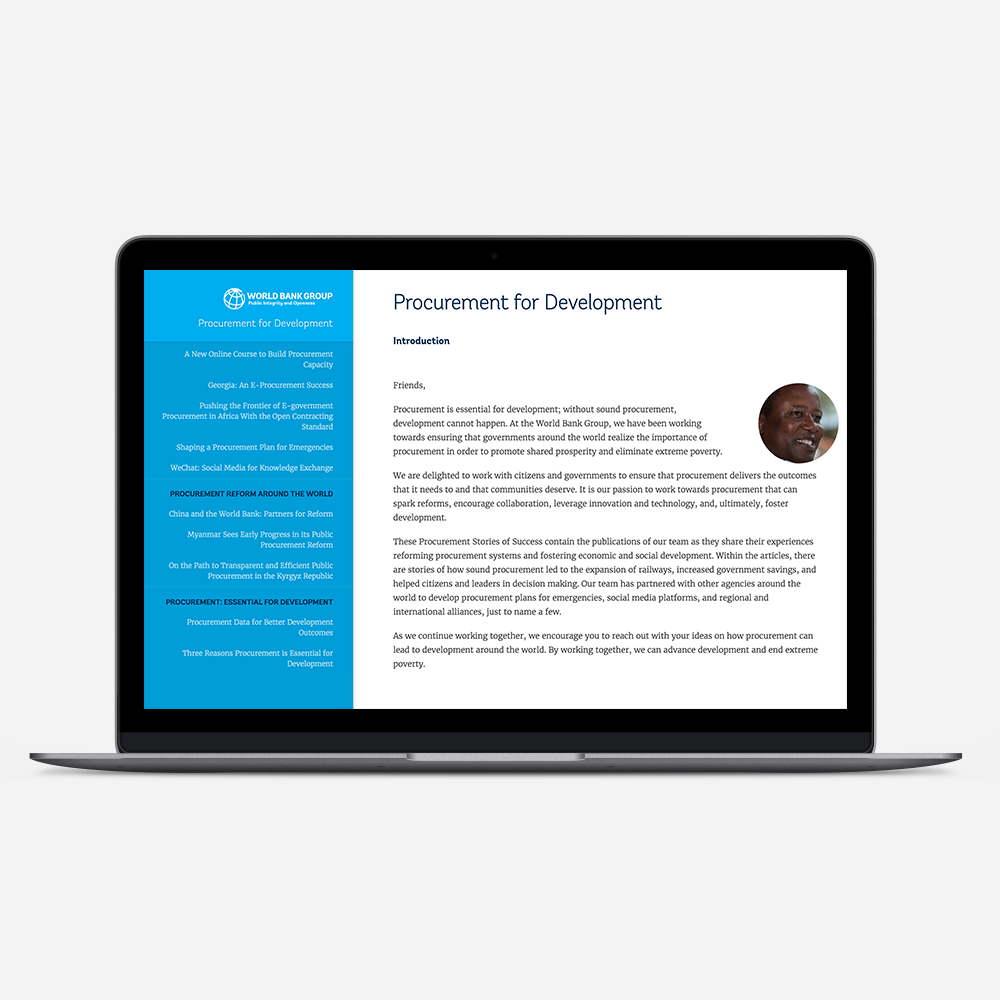 WORLD BANK GROUP
Public Integrity and Openness
Procurement for Development
A New Online Course to Build Procurement
Capacity
Georgia: An E-Procurement Success
Pushing the Frontier of E-government
Procurement in Africa With the Open Contracting
Standard
Shaping a Procurement Plan for Emergencies
WeChat: Social Media for Knowledge Exchange
PROCUREMENT REFORM AROUND THE WORLD
China and the World Bank: Partners for Reform
Myanmar Sees Early Progress in its Public
Procurement Reform
On the Path to Transparent and Efficient Public
Procurement in the Kyrgyz Republic
PROCUREMENT: ESSENTIAL FOR DEVELOPMENT
Procurement Data for Better Development
Outcomes
Three Reasons Procurement is Essential for
Development
Procurement for Development
Introduction
Friends,
Procurement is essential for development; without sound procurement,
development cannot happen. At the World Bank Group, we have been working
towards ensuring that governments around the world realize the importance of
procurement in order to promote shared prosperity and eliminate extreme poverty.
We are delighted to work with citizens and governments to ensure that procurement delivers the outcomes
that it needs to and that communities deserve. It is our passion to work towards procurement that can
spark reforms, encourage collaboration, leverage innovation and technology, and, ultimately, foster
development.
These Procurement Stories of Success contain the publications of our team as they share their experiences
reforming procurement systems and fostering economic and social development. Within the articles, there
are stories of how sound procurement led to the expansion of railways, increased government savings, and
helped citizens and leaders in decision making. Our team has partnered with other agencies around the
world to develop procurement plans for emergencies, social media platforms, and regional and
international alliances, just to name a few.
As we continue working together, we encourage you to reach out with your ideas on how procurement can
lead to development around the world. By working together, we can advance development and end extreme
poverty.